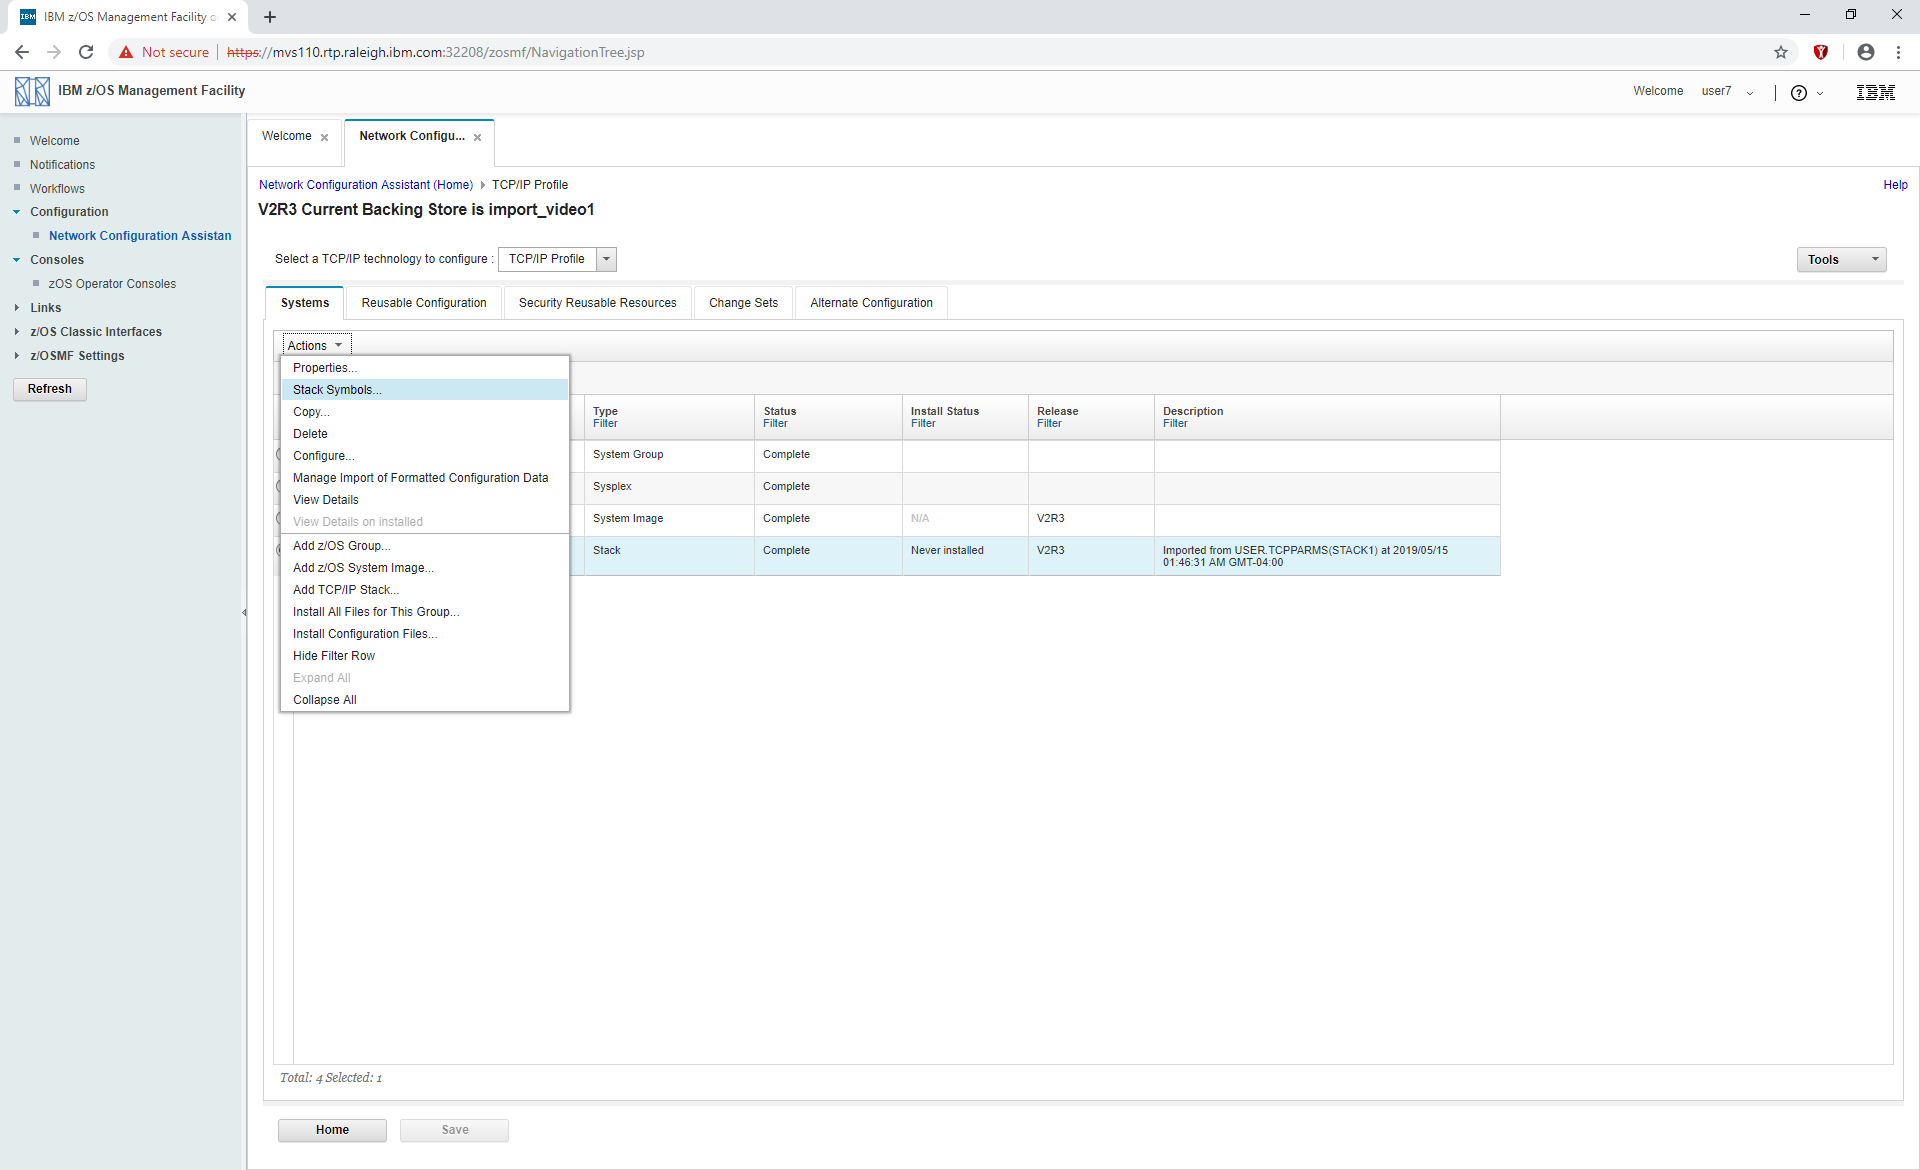 IBM
IBM z/OS Management Facility o
Not secure
https://mvs110.rtp.raleigh.ibm.com:32208/zosmf/NavigationTree.jsp
IBM z/OS Management Facility
Welcome user7
IBM
Welcome
Notifications
Workflows
Configuration
Network Configuration Assistan
Consoles
zOS Operator Consoles
Links
z/OS Classic Interfaces
z/OSMF Settings
Refresh
Welcome
Network Configu...
Network Configuration Assistant (Home) TCP/IP Profile
Help
V2R3 Current Backing Store is import_video1
Select a TCP/IP technology to configure : TCP/IP Profile
Tools
Systems
Reusable Configuration
Security Reusable Resources
Change Sets
Alternate Configuration
Actions
Properties...
Stack Symbols...
Copy...
Delete
Configure...
Manage Import of Formatted Configuration Data
View Details
View Details on installed
Add z/OS Group...
Add z/OS System Image...
Add TCP/IP Stack...
Install All Files for This Group...
Install Configuration Files...
Hide Filter Row
Expand All
Collapse All
Type Status Install Status Release Description
Filter Filter Filter Filter Filter
System Group Complete
Sysplex Complete
System Image Complete N/A V2R3
Stack Complete Never installed V2R3 Imported from USER.TCPPARMS(STACK1) at 2019/05/15
01:46:31 AM GMT-04:00
Total: 4 Selected: 1
Home
Save